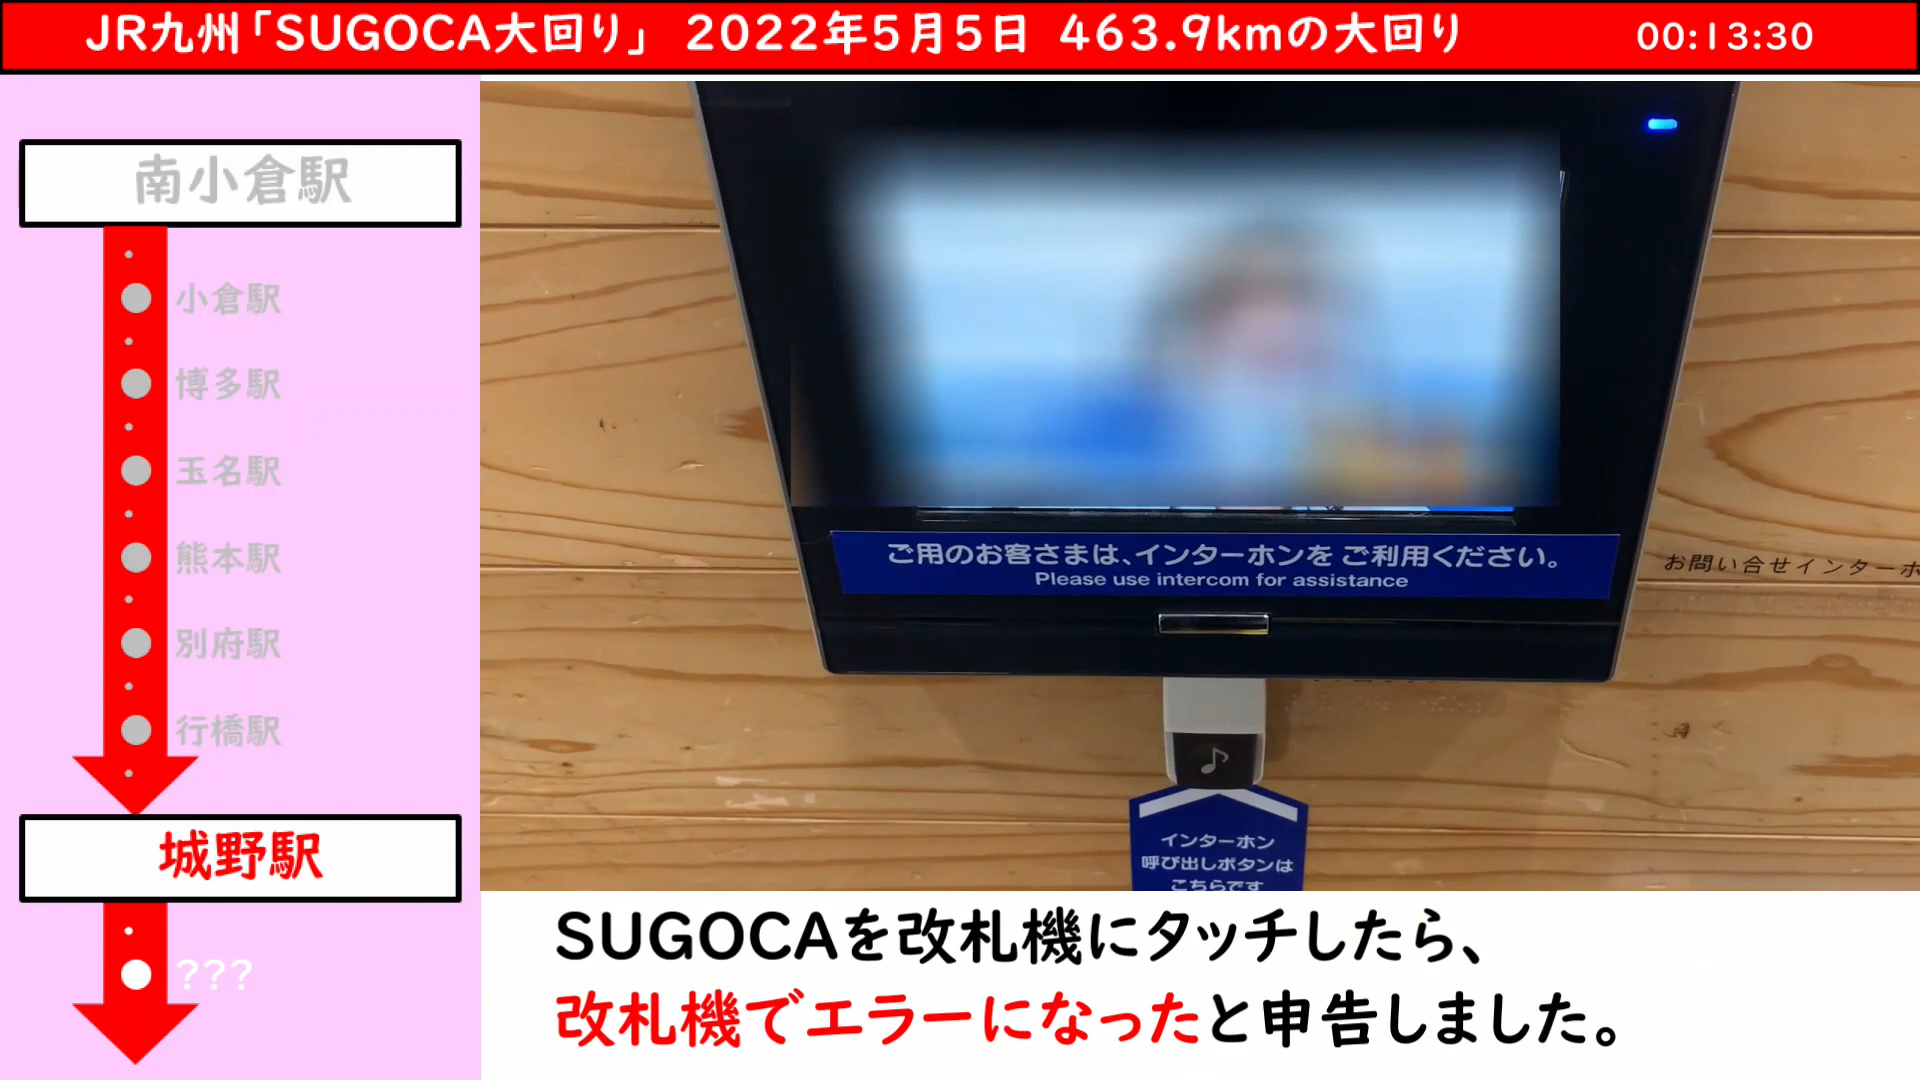 JR九州「SUGOCA大回り」 2022年5月5日 463.9kmの大回り
00:13:30
南小倉駅
小倉駅
博多駅
玉名駅
熊本駅
別府駅
行橋駅
城野駅
???
ご用のお客さまは、インターホンを ご利用ください。
Please use intercom for assistance
お問い合せインターホ
インターホン
呼び出しボタンは
こちらです
SUGOCAを改札機にタッチしたら、
改札機でエラーになったと申告しました。